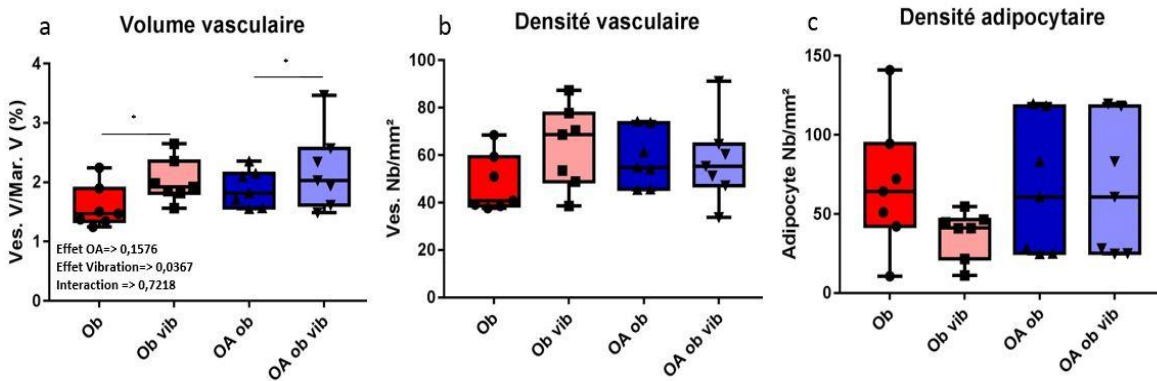 a
Volume vasculaire
Ves. V/Mar. V (%)
4
3
2
1
0
*
*
Effet OA=> 0,1576
Effet Vibration=> 0,0367
Interaction => 0,7218
Ob
Ob vib
OA ob
OA ob vib
b
Densité vasculaire
Ves. Nb/mm²
100
80
60
40
20
0
Ob
Ob vib
OA ob
OA ob vib
c
Densité adipocytaire
Adipocyte Nb/mm²
150
100
50
0
Ob
Ob vib
OA ob
OA ob vib